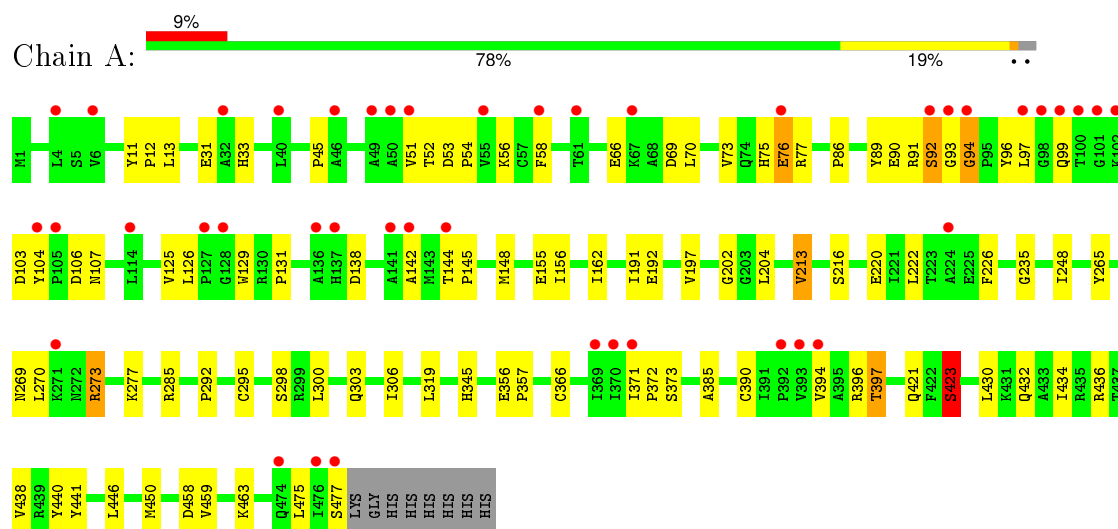 9%
Chain A:
78% 19% ••
M1 L4 S5 V6 Y11 P12 L13 E31 A32 H33 L40 P45 A46 A49 A50 V51 T52 D53 P54 V55 K56 C57 F58 T61 E66 K67 A68 D69 L70 V73 Q74 H75 E76 R77 P86 Y89 E90 R91 S92 G93 G94 P95 Y96 L97 G98 Q99 T100 G101 K102
D103 Y104 P105 D106 N107 L114 V125 L126 P127 G128 W129 R130 P131 A136 H137 D138 A141 A142 M143 T144 P145 M148 E155 I156 I162 I191 E192 V197 G202 G203 L204 V213 S216 E220 I221 L222 T223 A224 E225 F226 G235 I248 Y265
N269 L270 K271 N272 R273 K277 R285 P292 C295 S298 R299 L300 Q303 I306 L319 H345 E356 P357 C366 I369 I370 I371 P372 S373 A385 C390 I391 P392 V393 V394 A395 R396 T397 Q421 F422 S423 L430 K431 Q432 A433 I434 R435 R436 T437
V438 R439 Y440 Y441 L446 M450 D458 V459 K463 Q474 L475 I476 S477 LYS GLY HIS HIS HIS HIS HIS HIS